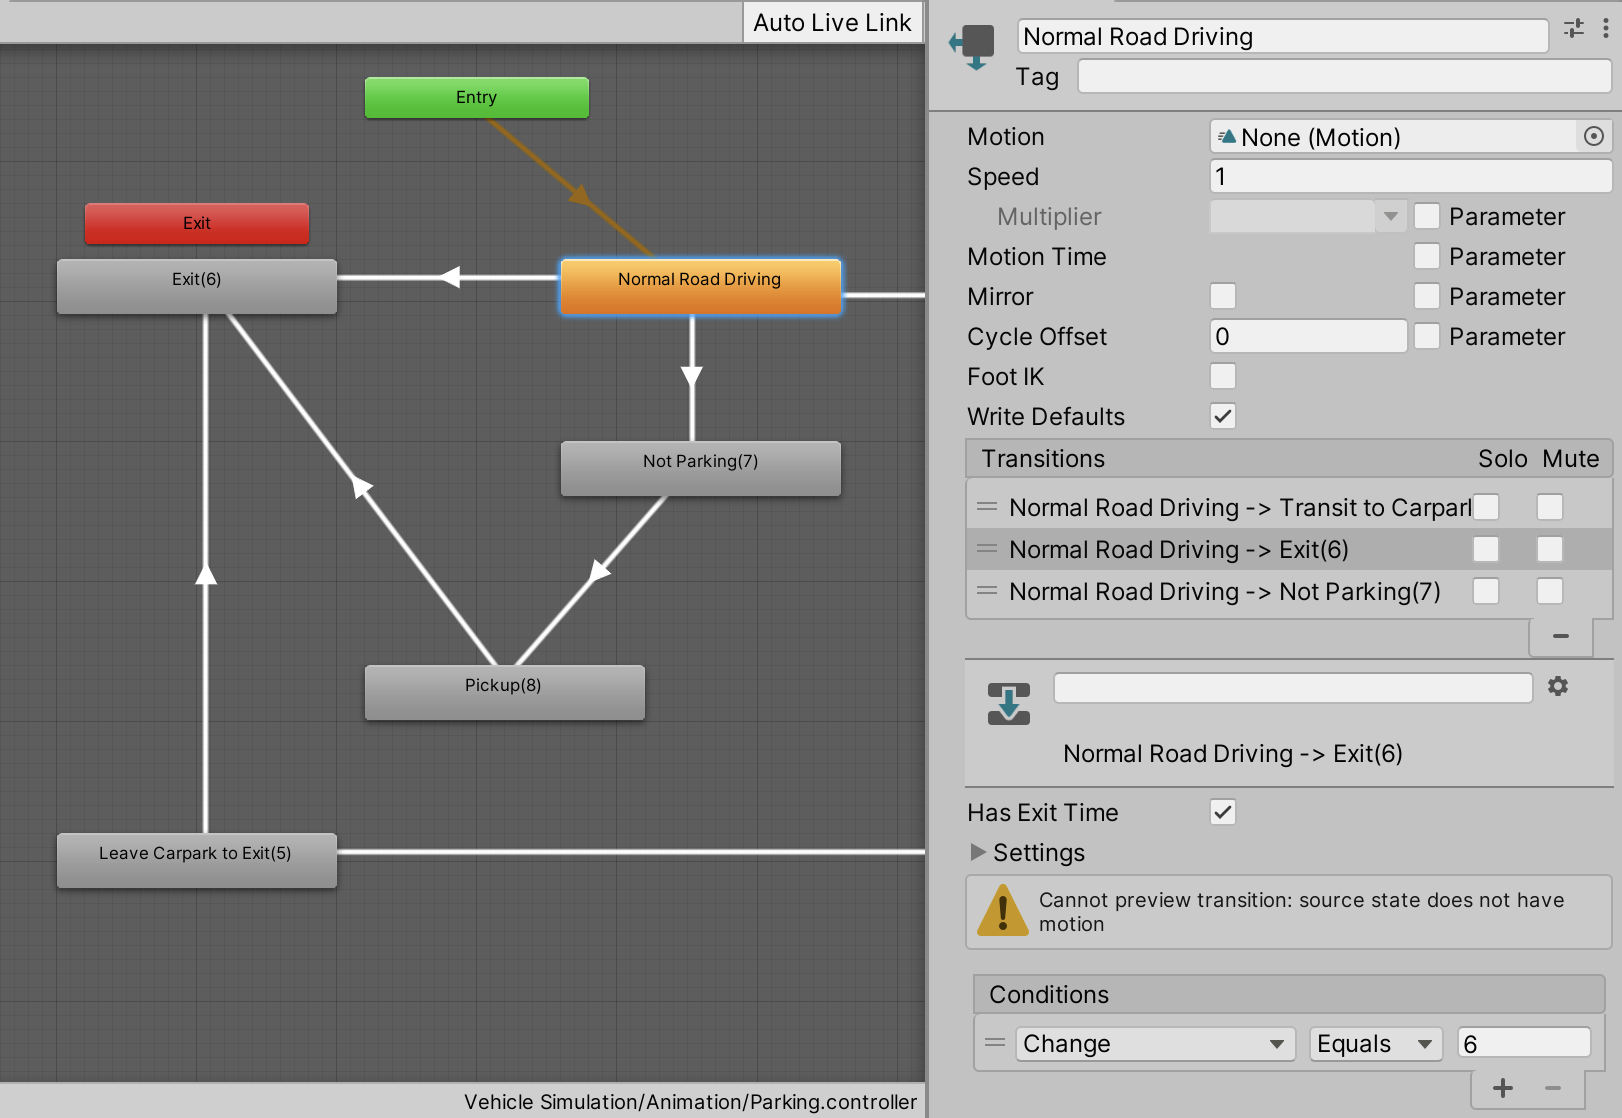 Auto Live Link
Entry
Exit
Exit(6)
Normal Road Driving
Not Parking(7)
Pickup(8)
Leave Carpark to Exit(5)
Vehicle Simulation/Animation/Parking.controller
Normal Road Driving
Tag
Motion None (Motion)
Speed 1
Multiplier Parameter
Motion Time Parameter
Mirror Parameter
Cycle Offset 0 Parameter
Foot IK
Write Defaults
Transitions Solo Mute
Normal Road Driving -> Transit to Carpark
Normal Road Driving -> Exit(6)
Normal Road Driving -> Not Parking(7)
Normal Road Driving -> Exit(6)
Has Exit Time
Settings
Cannot preview transition: source state does not have
motion
Conditions
Change Equals 6